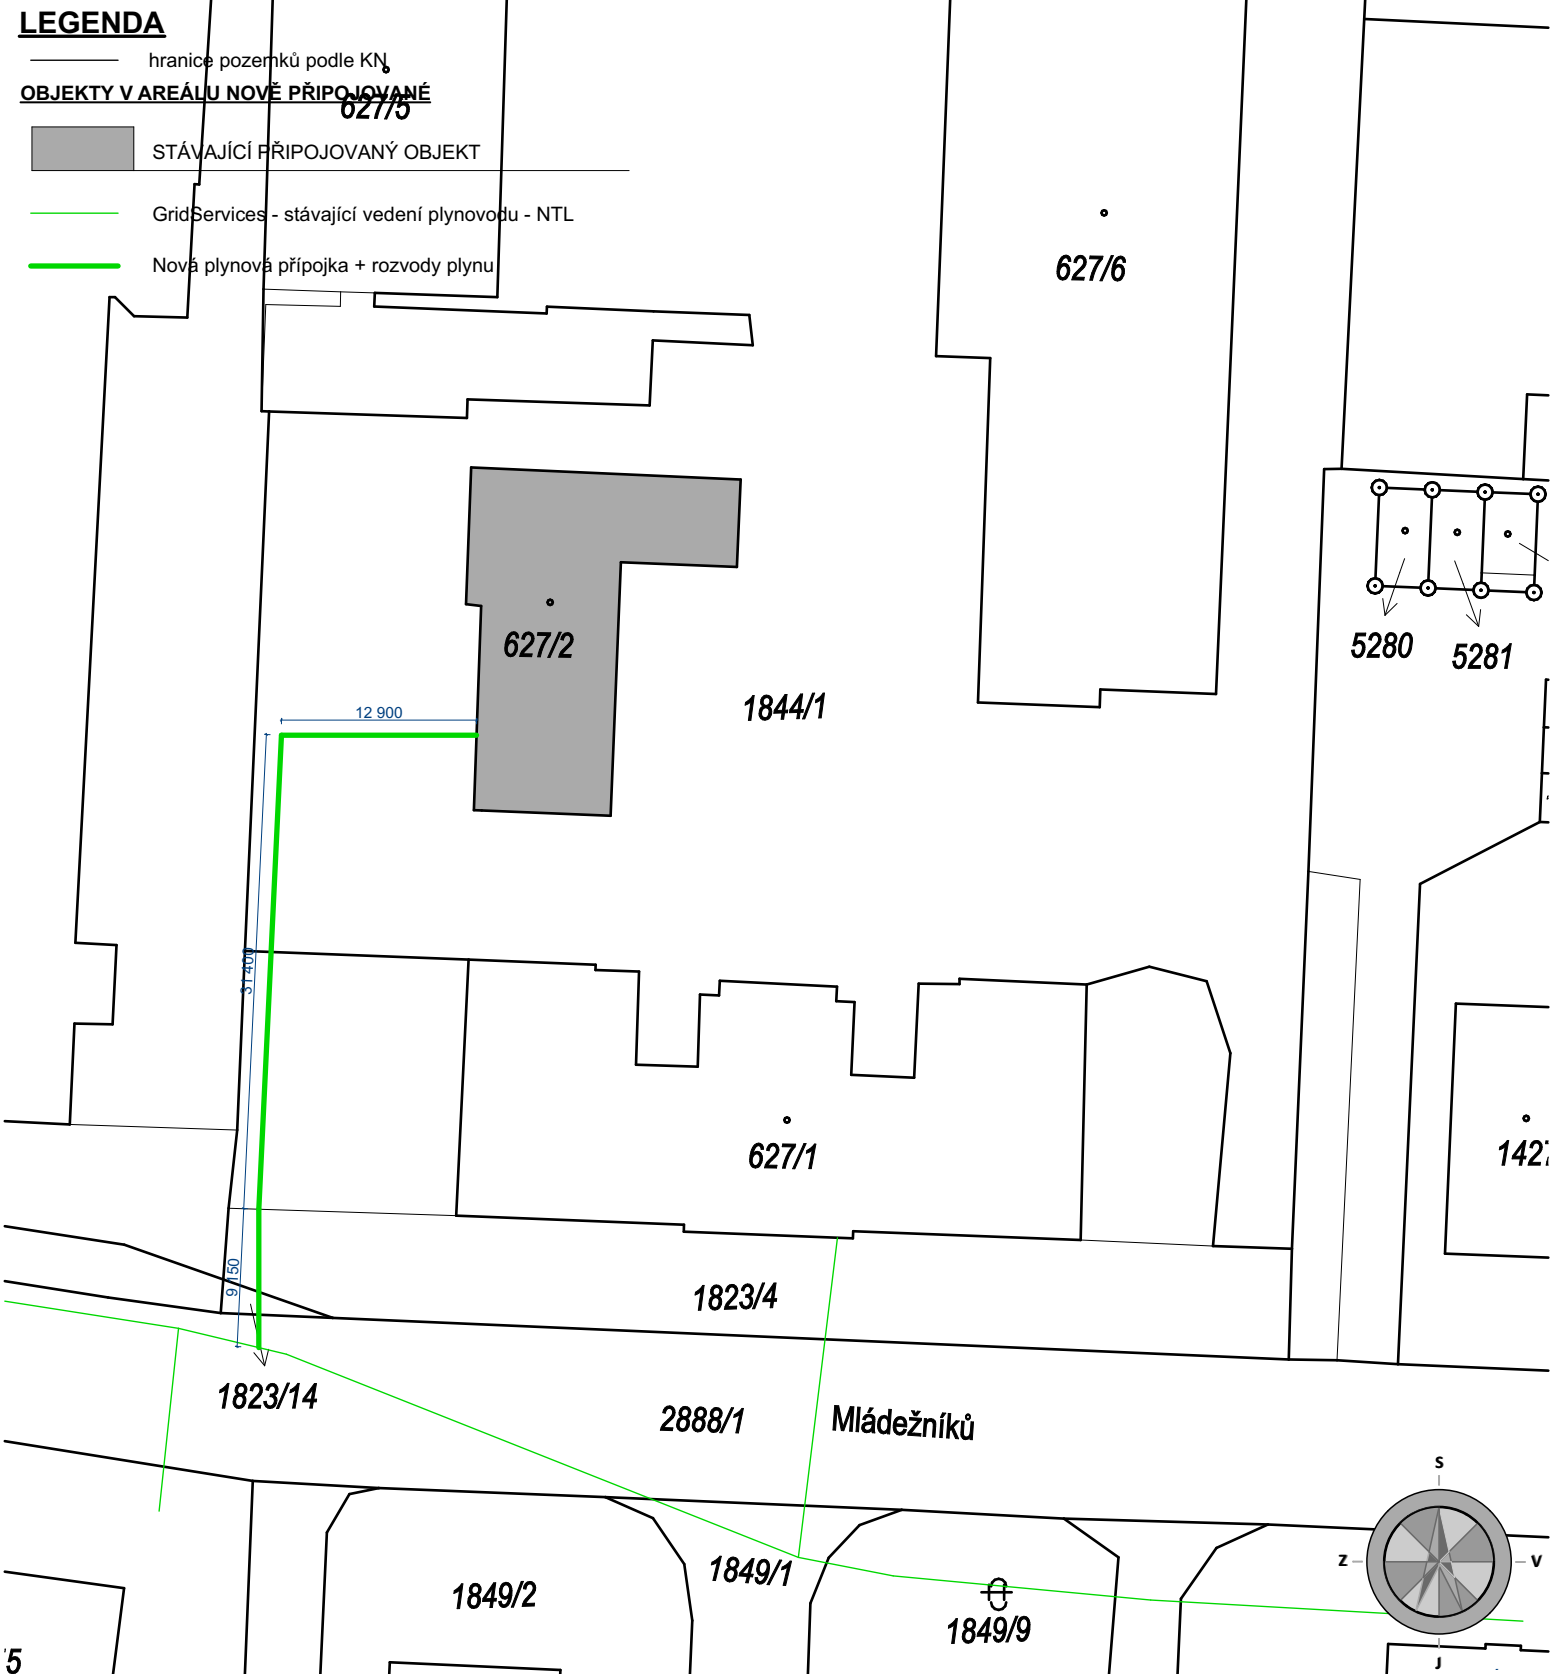 LEGENDA
hranice pozemků podle KN
OBJEKTY V AREÁLU NOVĚ PŘIPOJOVANÉ
627/5
STÁVAJÍCÍ PŘIPOJOVANÝ OBJEKT
GridServices - stávající vedení plynovodu - NTL
Nová plynová přípojka + rozvody plynu
627/6
627/2
5280
5281
1844/1
12 900
31 400
627/1
1427
9 150
1823/4
1823/14
2888/1
Mládežníků
S
Z
V
J
1849/1
1849/2
1849/9
/5